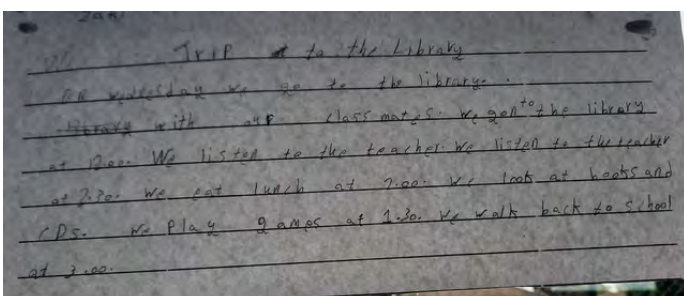 Trip to the Library
on wednesday we go to the library.
with our class mates. We gon to the library
at 12.00. We listen to the teacher. We listen to the teacher
at 2.30. We eat lunch at 2.00. We look at books and
CDs. We Play games at 1.30. We walk back to school
at 3.00.